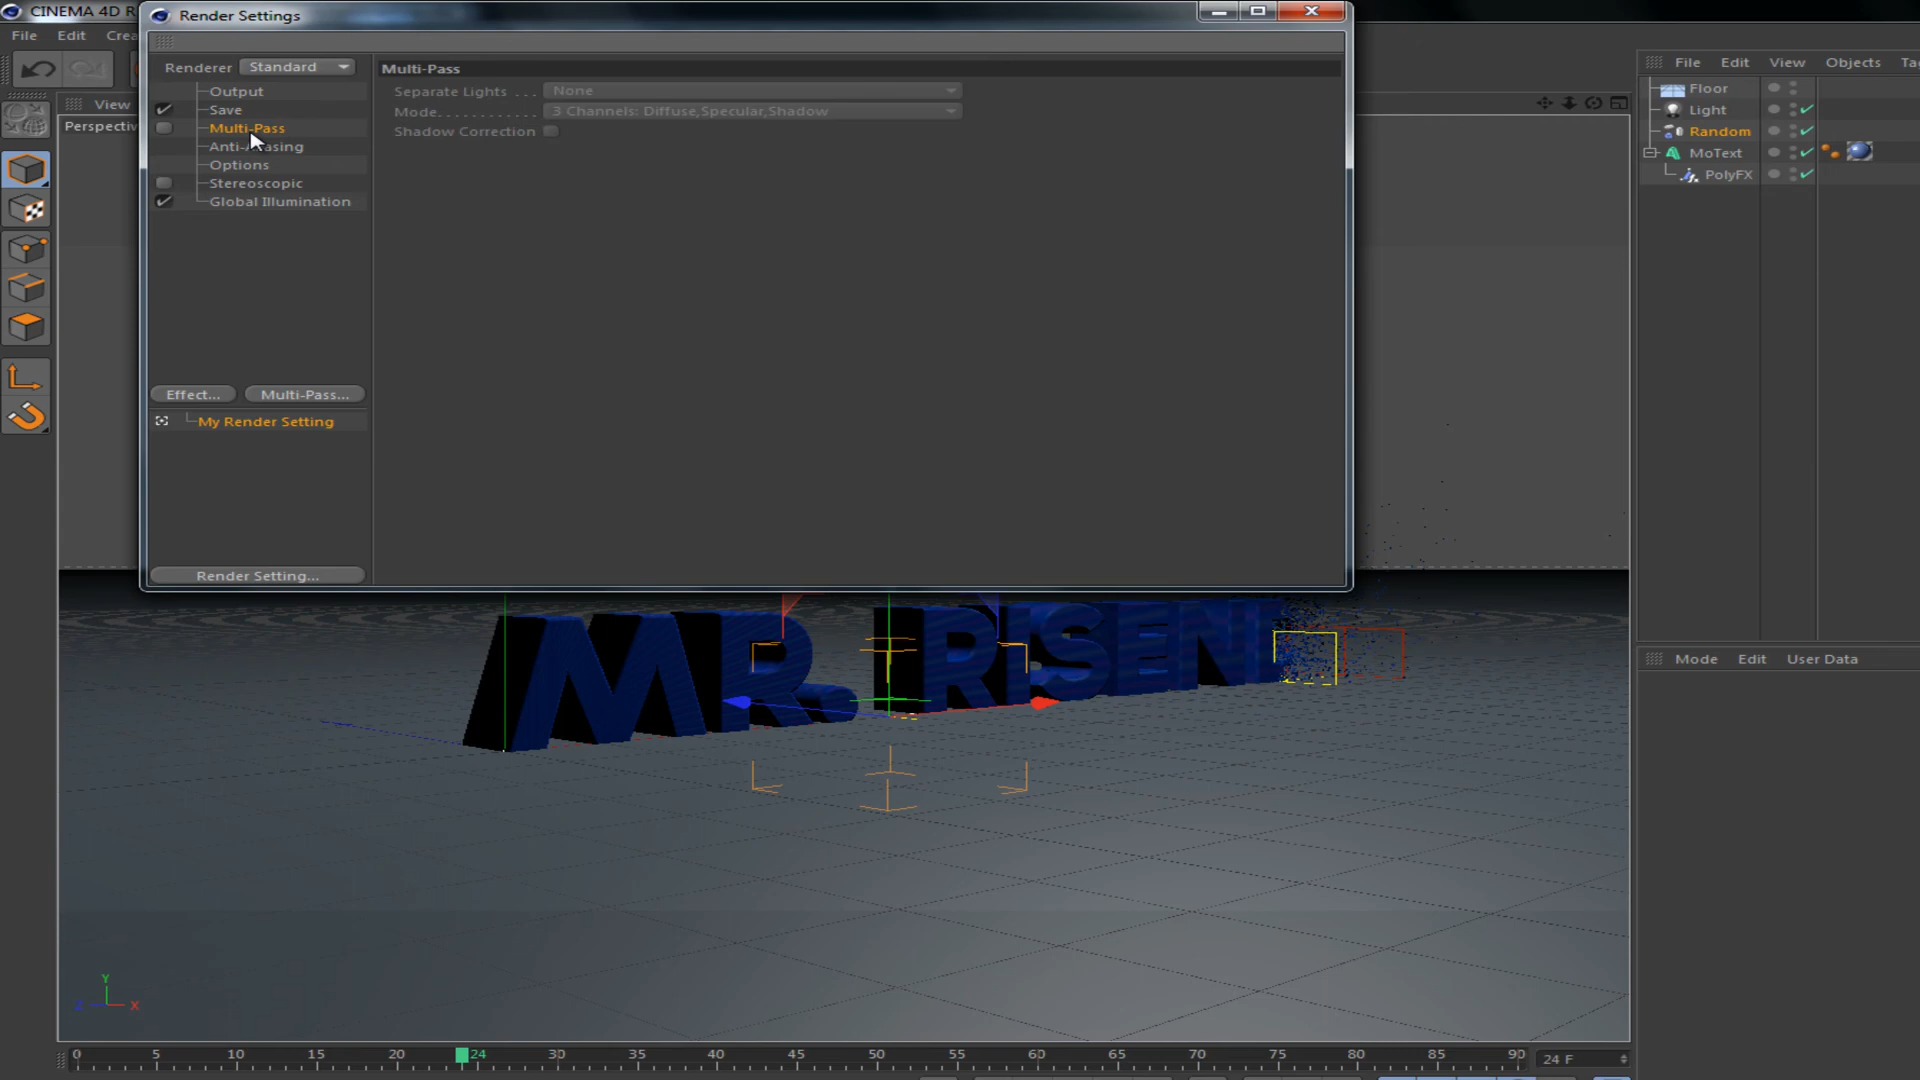 CINEMA 4D R
Render Settings
File Edit Crea
Renderer Standard
Output
Save
Multi-Pass
Anti-Aliasing
Options
Stereoscopic
Global Illumination
Effect... Multi-Pass...
My Render Setting
Render Setting...
Multi-Pass
Separate Lights . . . None
Mode............ 3 Channels: Diffuse,Specular,Shadow
Shadow Correction
View
Perspectiv
File Edit View Objects Tag
Floor
Light
Random
MoText
PolyFX
Mode Edit User Data
MR. RISEN
Y
Z X
0 5 10 15 20 24 30 35 40 45 50 55 60 65 70 75 80 85 90 24 F